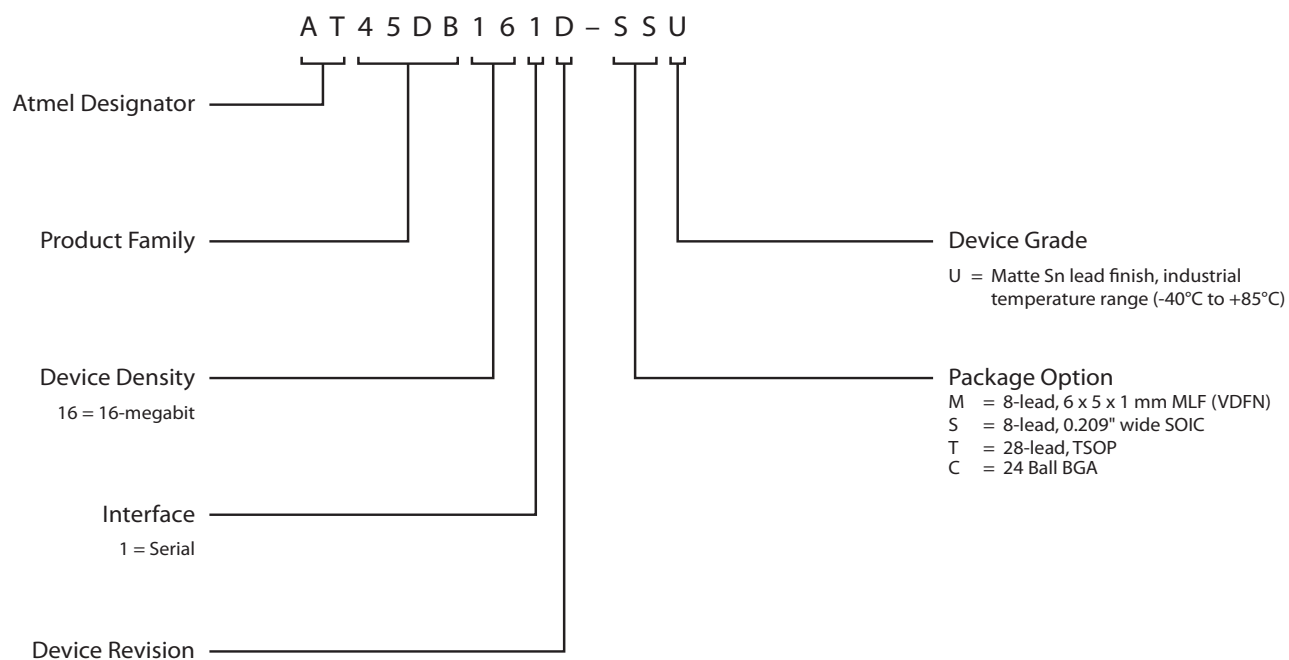 A T 4 5 D B 1 6 1 D – S S U
Atmel Designator
Product Family
Device Density
16 = 16-megabit
Interface
1 = Serial
Device Revision
Device Grade
U = Matte Sn lead finish, industrial
temperature range (-40°C to +85°C)
Package Option
M = 8-lead, 6 x 5 x 1 mm MLF (VDFN)
S = 8-lead, 0.209" wide SOIC
T = 28-lead, TSOP
C = 24 Ball BGA